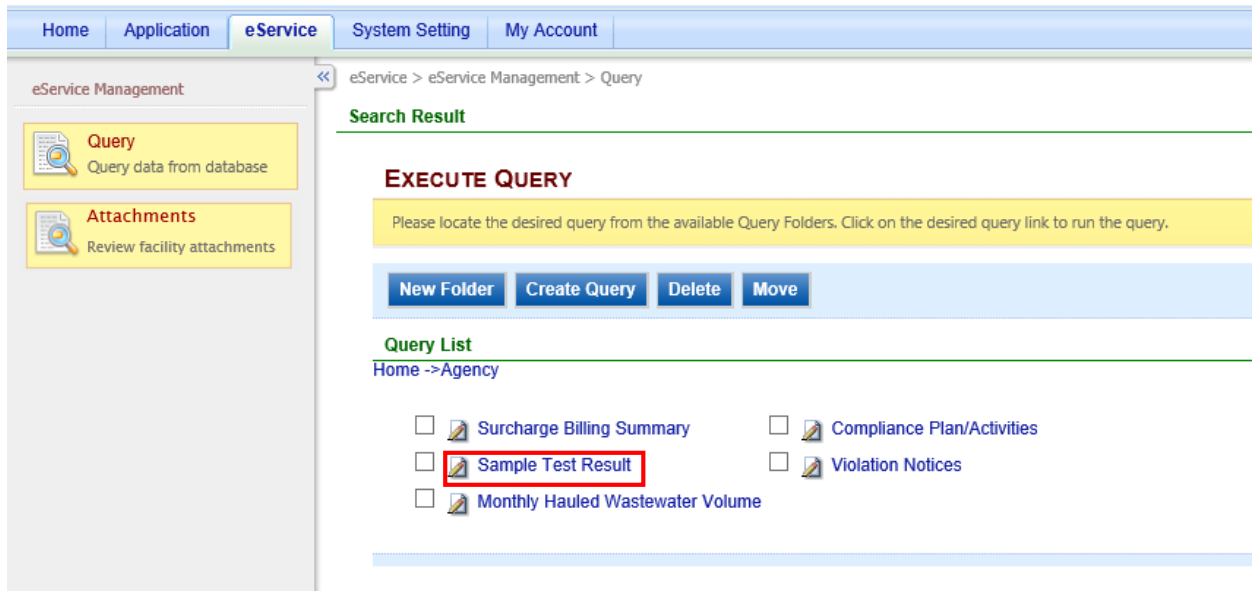 Home Application eService System Setting My Account
eService Management
Query
Query data from database
Attachments
Review facility attachments
«
eService > eService Management > Query
Search Result
EXECUTE QUERY
Please locate the desired query from the available Query Folders. Click on the desired query link to run the query.
New Folder Create Query Delete Move
Query List
Home ->Agency
Surcharge Billing Summary Compliance Plan/Activities
Sample Test Result Violation Notices
Monthly Hauled Wastewater Volume